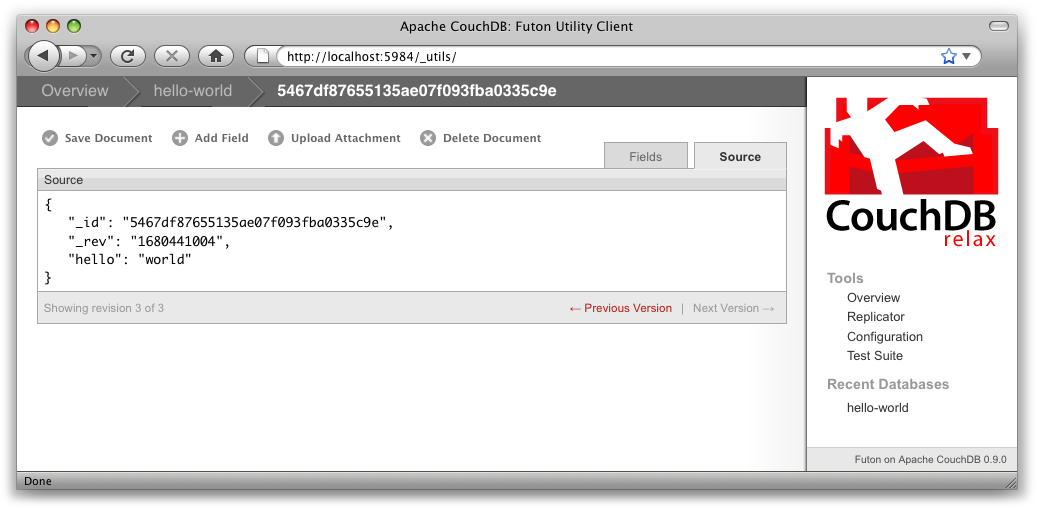 Apache CouchDB: Futon Utility Client
http://localhost:5984/_utils/
Overview hello-world 5467df87655135ae07f093fba0335c9e
Save Document Add Field Upload Attachment Delete Document
Fields Source
Source
{
"_id": "5467df87655135ae07f093fba0335c9e",
"_rev": "1680441004",
"hello": "world"
}
Showing revision 3 of 3 ← Previous Version | Next Version →
CouchDB
relax
Tools
Overview
Replicator
Configuration
Test Suite
Recent Databases
hello-world
Futon on Apache CouchDB 0.9.0
Done